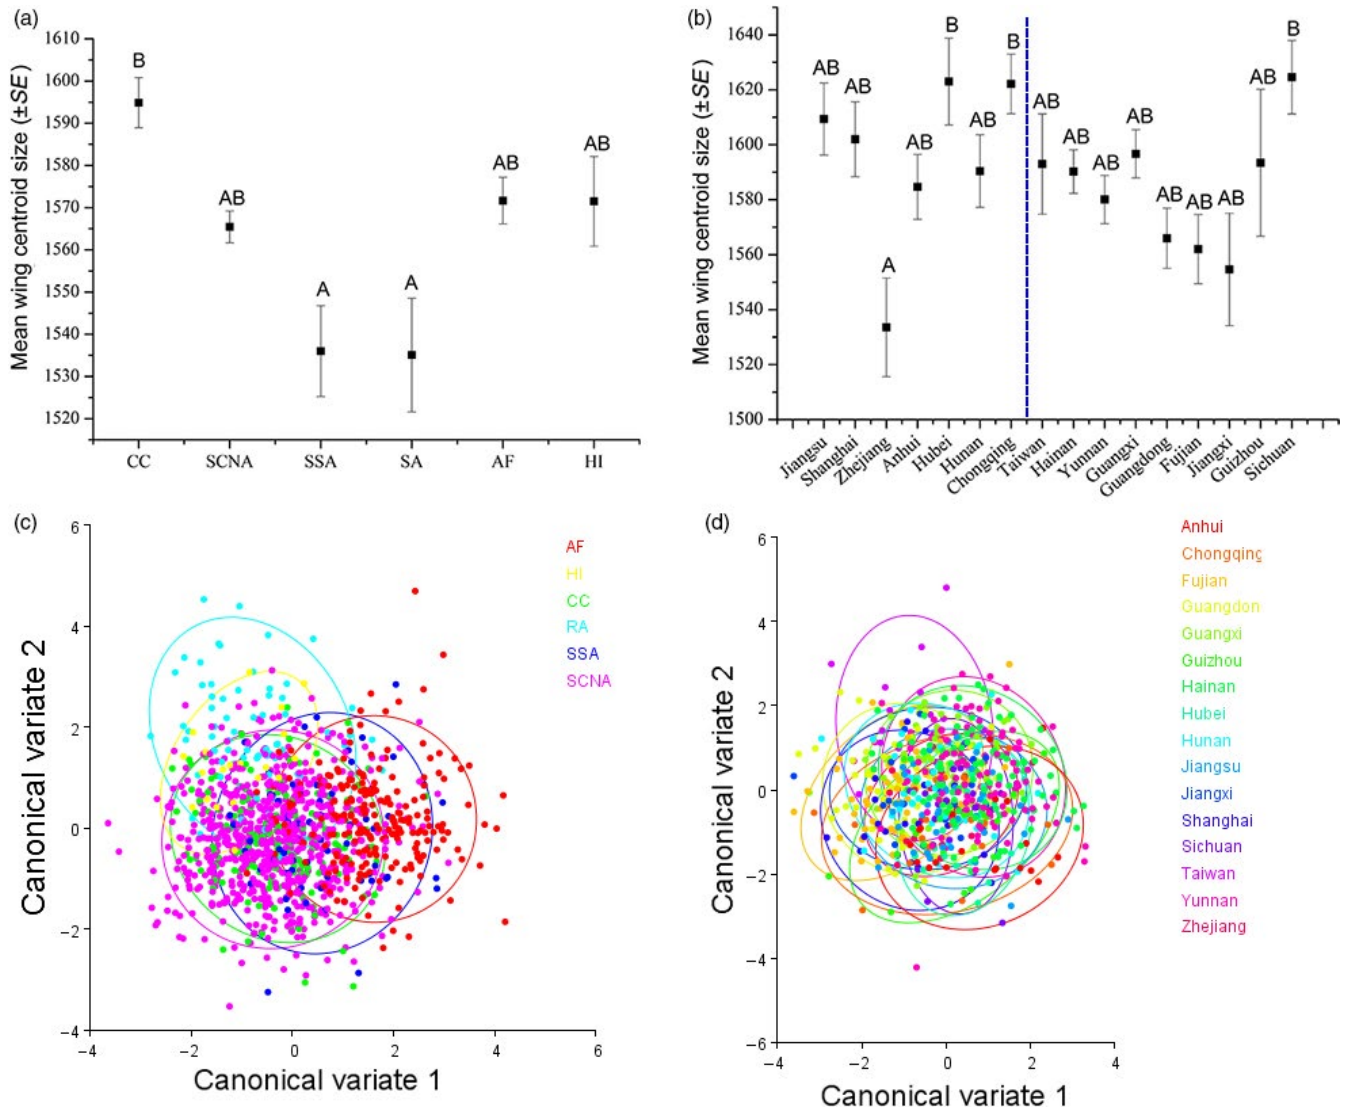 (a)
Mean wing centroid size (±SE)
1610
1600
1590
1580
1570
1560
1550
1540
1530
1520
B
AB
A
A
AB
AB
CC SCNA SSA SA AF HI
(b)
Mean wing centroid size (±SE)
1640
1620
1600
1580
1560
1540
1520
1500
AB
AB
A
AB
B
AB
B
AB
AB
AB
AB
AB
AB
AB
AB
B
Jiangsu
Shanghai
Zhejiang
Anhui
Hubei
Hunan
Chongqing
Taiwan
Hainan
Yunnan
Guangxi
Guangdong
Fujian
Jiangxi
Guizhou
Sichuan
(c)
Canonical variate 2
6
4
2
0
−2
−4
−4 −2 0 2 4 6
Canonical variate 1
AF
HI
CC
RA
SSA
SCNA
(d)
Canonical variate 2
6
4
2
0
−2
−4
−6
−4 −2 0 2 4
Canonical variate 1
Anhui
Chongqing
Fujian
Guangdon
Guangxi
Guizhou
Hainan
Hubei
Hunan
Jiangsu
Jiangxi
Shanghai
Sichuan
Taiwan
Yunnan
Zhejiang